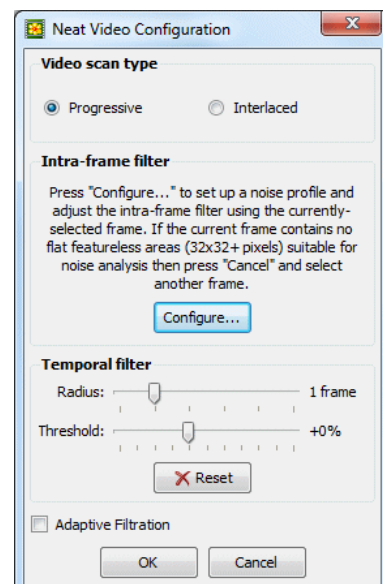 Neat Video Configuration
Video scan type
Progressive
Interlaced
Intra-frame filter
Press "Configure..." to set up a noise profile and
adjust the intra-frame filter using the currently-
selected frame. If the current frame contains no
flat featureless areas (32x32+ pixels) suitable for
noise analysis then press "Cancel" and select
another frame.
Configure...
Temporal filter
Radius: 1 frame
Threshold: +0%
Reset
Adaptive Filtration
OK
Cancel